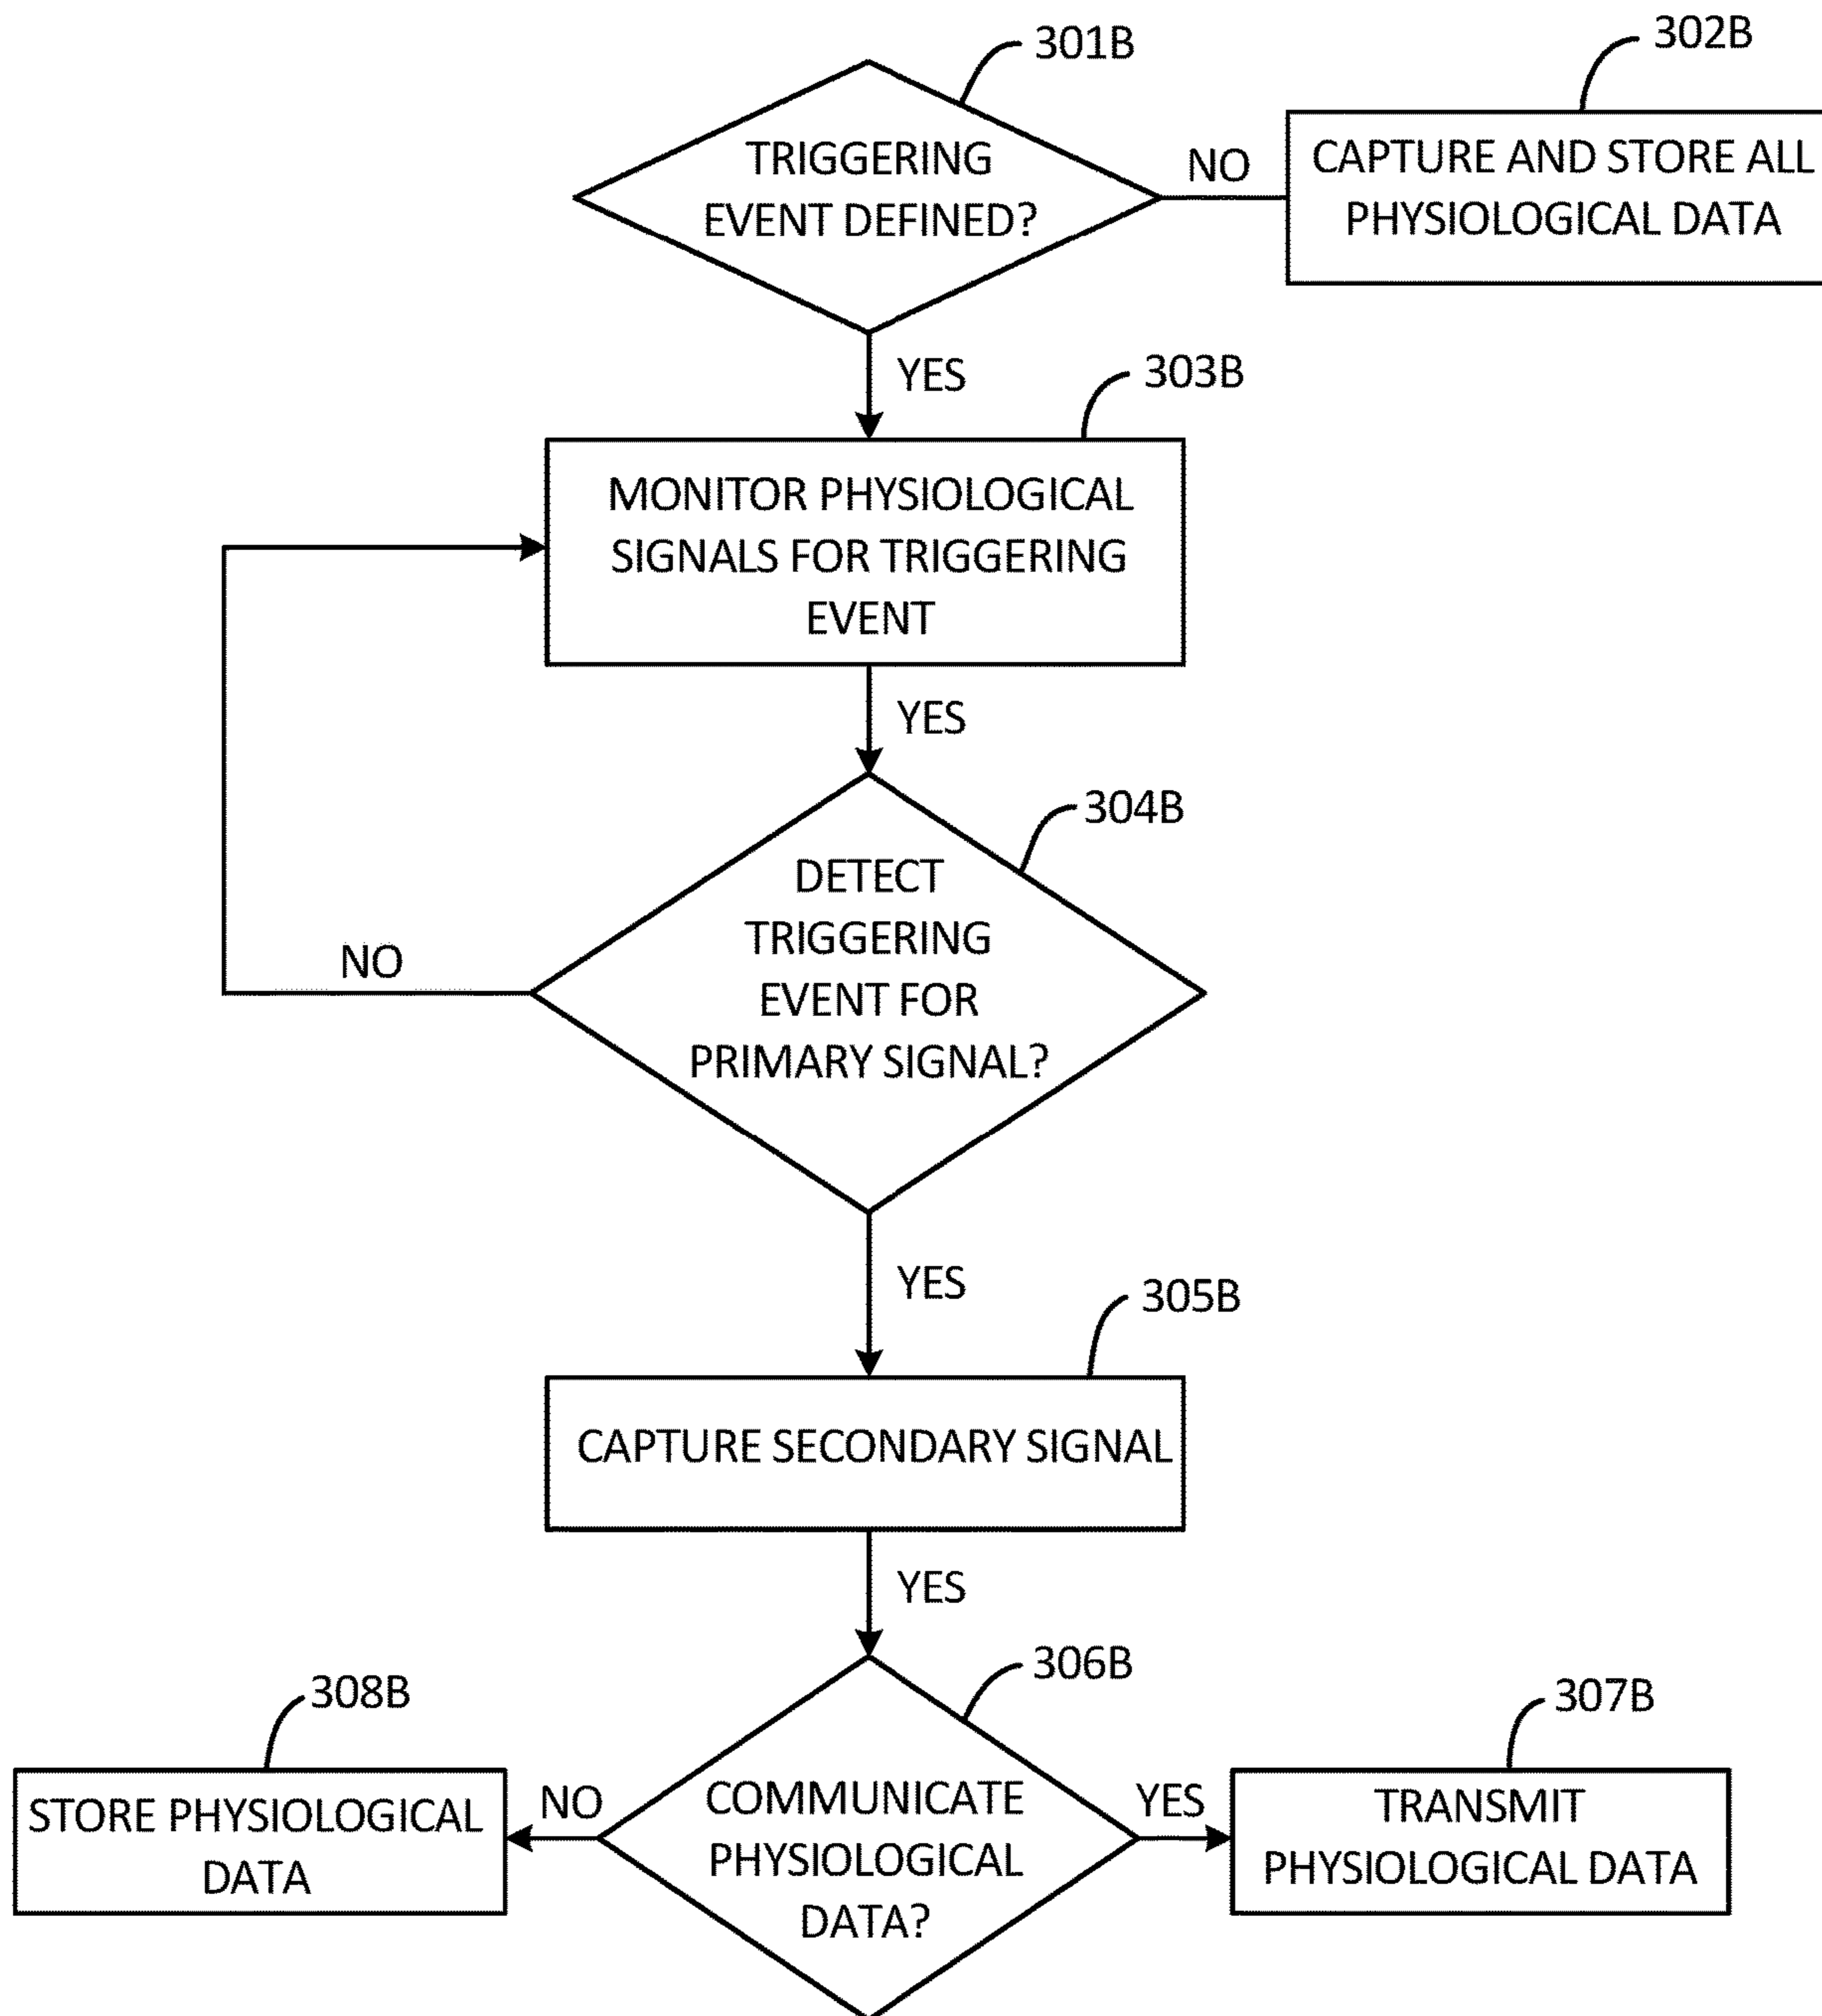 301B
302B
TRIGGERING
EVENT DEFINED?
NO
CAPTURE AND STORE ALL
PHYSIOLOGICAL DATA
YES
303B
MONITOR PHYSIOLOGICAL
SIGNALS FOR TRIGGERING
EVENT
YES
304B
DETECT
TRIGGERING
EVENT FOR
PRIMARY SIGNAL?
NO
YES
305B
CAPTURE SECONDARY SIGNAL
YES
306B
308B
307B
STORE PHYSIOLOGICAL
DATA
NO
COMMUNICATE
PHYSIOLOGICAL
DATA?
YES
TRANSMIT
PHYSIOLOGICAL DATA